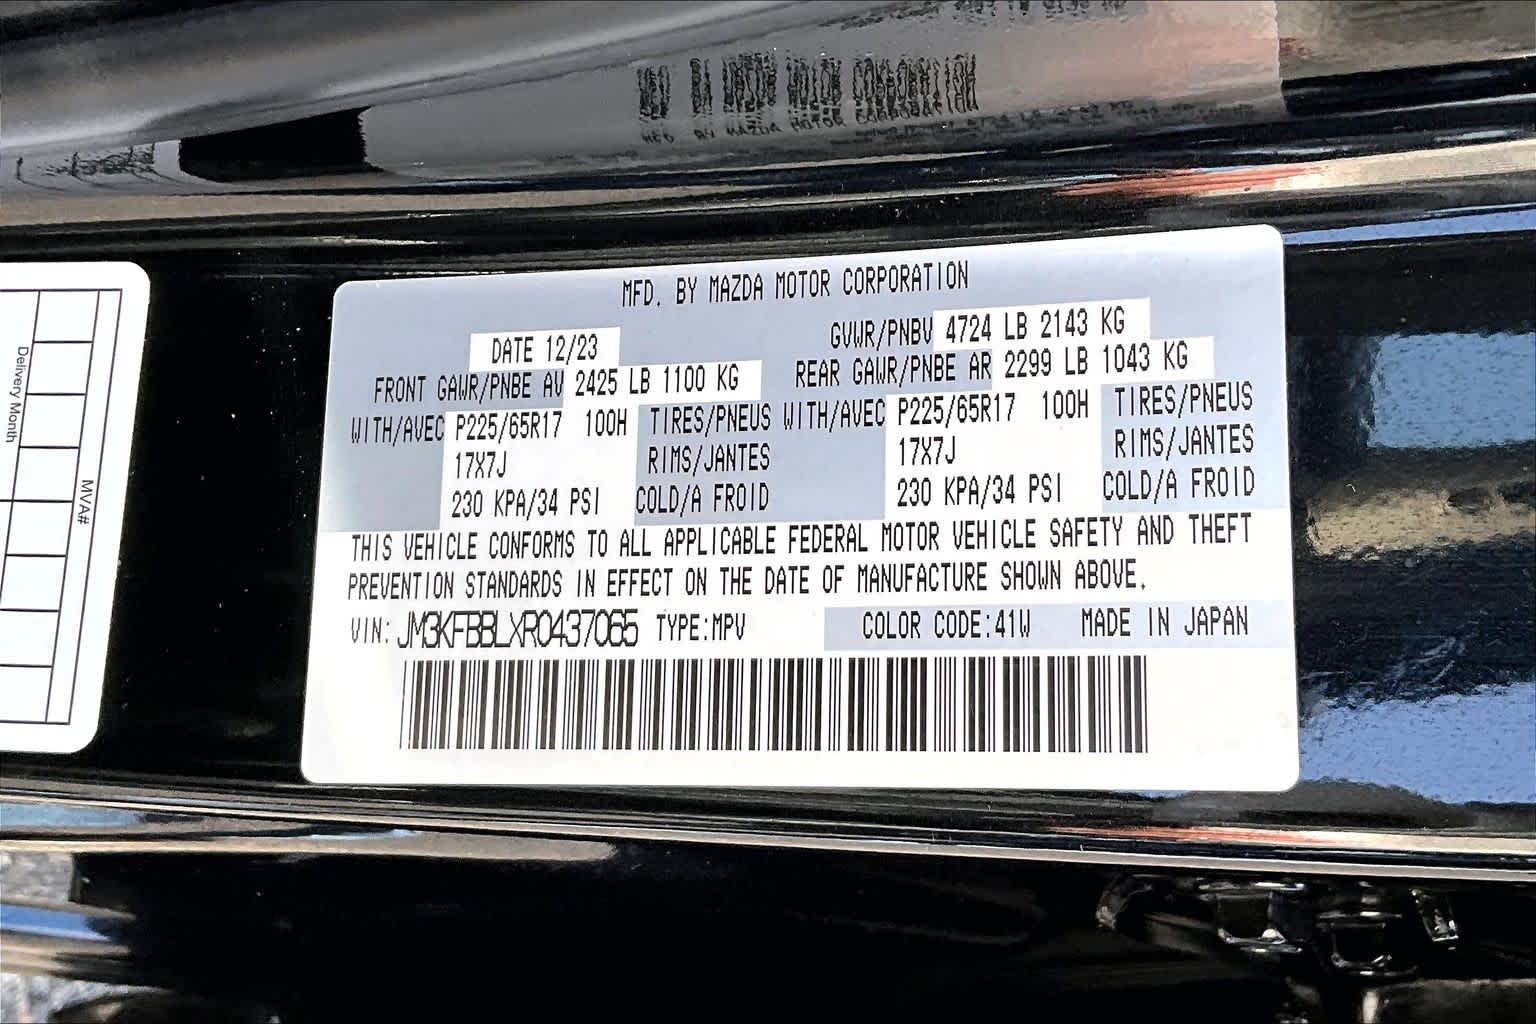 Delivery Month
MVA#
MFD. BY MAZDA MOTOR CORPORATION
DATE 12/23 GVWR/PNBV 4724 LB 2143 KG
FRONT GAWR/PNBE AV 2425 LB 1100 KG REAR GAWR/PNBE AR 2299 LB 1043 KG
WITH/AVEC P225/65R17 100H TIRES/PNEUS WITH/AVEC P225/65R17 100H TIRES/PNEUS
17X7J RIMS/JANTES 17X7J RIMS/JANTES
230 KPA/34 PSI COLD/A FROID 230 KPA/34 PSI COLD/A FROID
THIS VEHICLE CONFORMS TO ALL APPLICABLE FEDERAL MOTOR VEHICLE SAFETY AND THEFT
PREVENTION STANDARDS IN EFFECT ON THE DATE OF MANUFACTURE SHOWN ABOVE.
VIN: JM3KFBBLXR0437065 TYPE:MPV COLOR CODE:41W MADE IN JAPAN